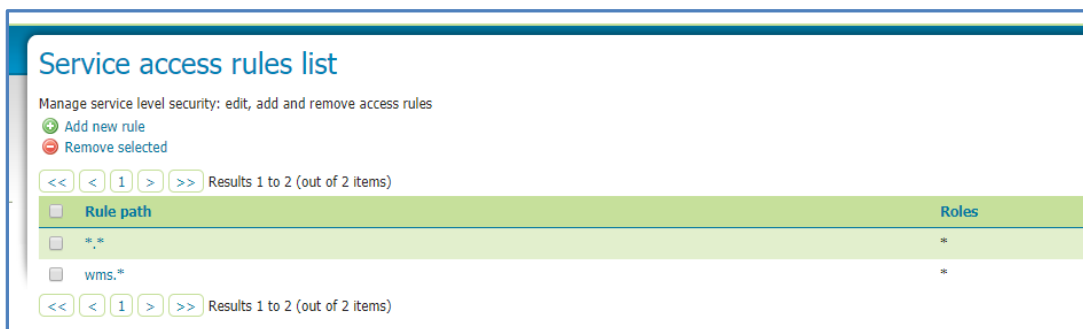 Service access rules list
Manage service level security: edit, add and remove access rules
Add new rule
Remove selected
<< < 1 > >> Results 1 to 2 (out of 2 items)
Rule path Roles
*.* *
wms.* *
<< < 1 > >> Results 1 to 2 (out of 2 items)